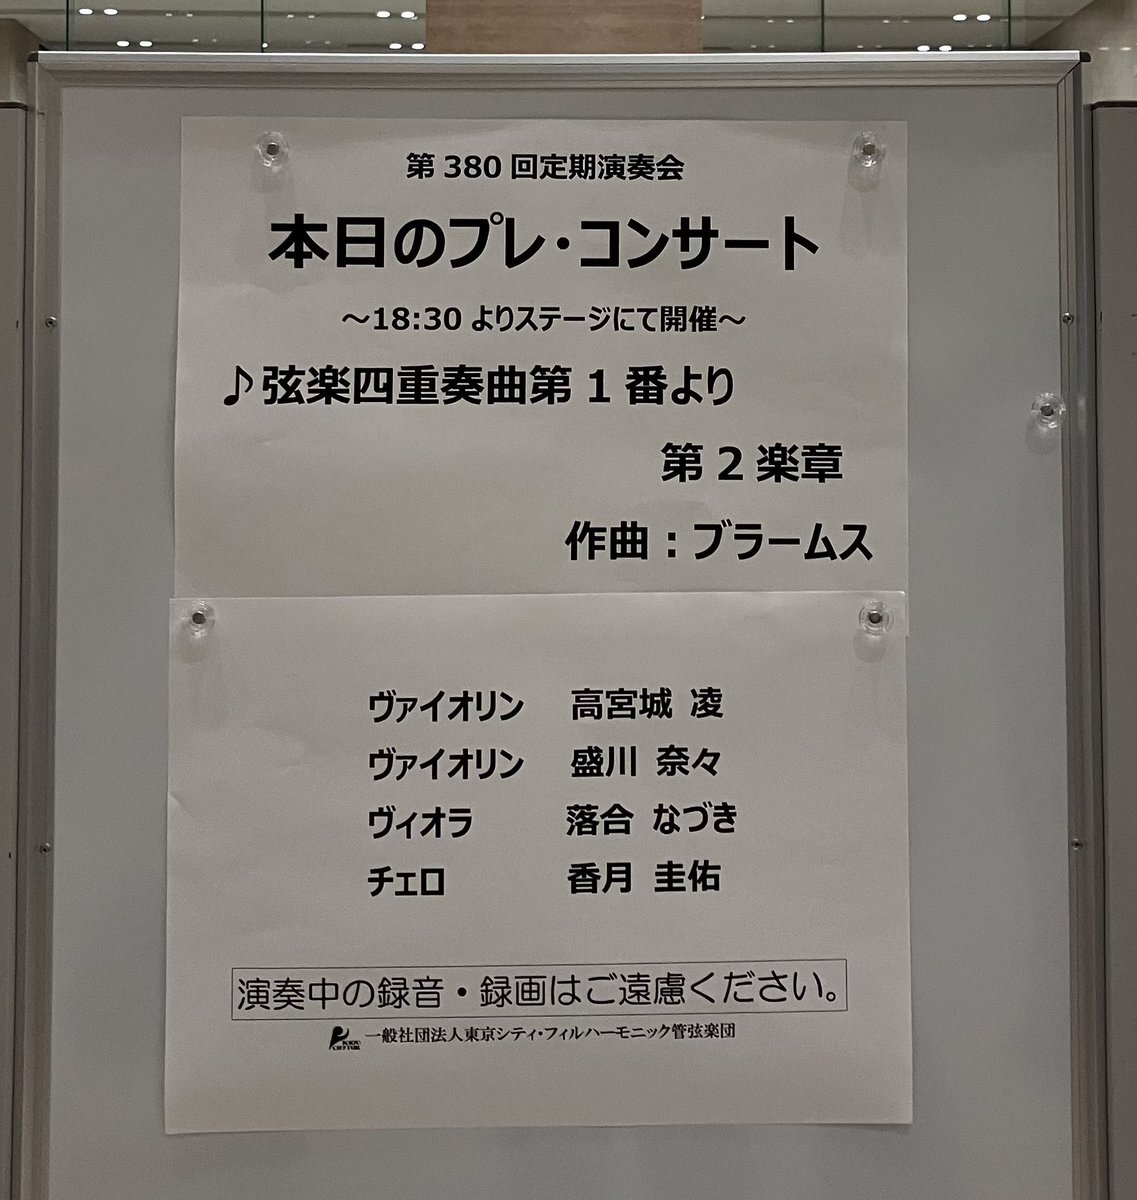 第 380 回定期演奏会
本日のプレ・コンサート
～18:30 よりステージにて開催～
♪弦楽四重奏曲第 1 番より
第 2 楽章
作曲：ブラームス
ヴァイオリン 高宮城 凌
ヴァイオリン 盛川 奈々
ヴィオラ 落合 なづき
チェロ 香月 圭佑
演奏中の録音・録画はご遠慮ください。
一般社団法人東京シティ・フィルハーモニック管弦楽団